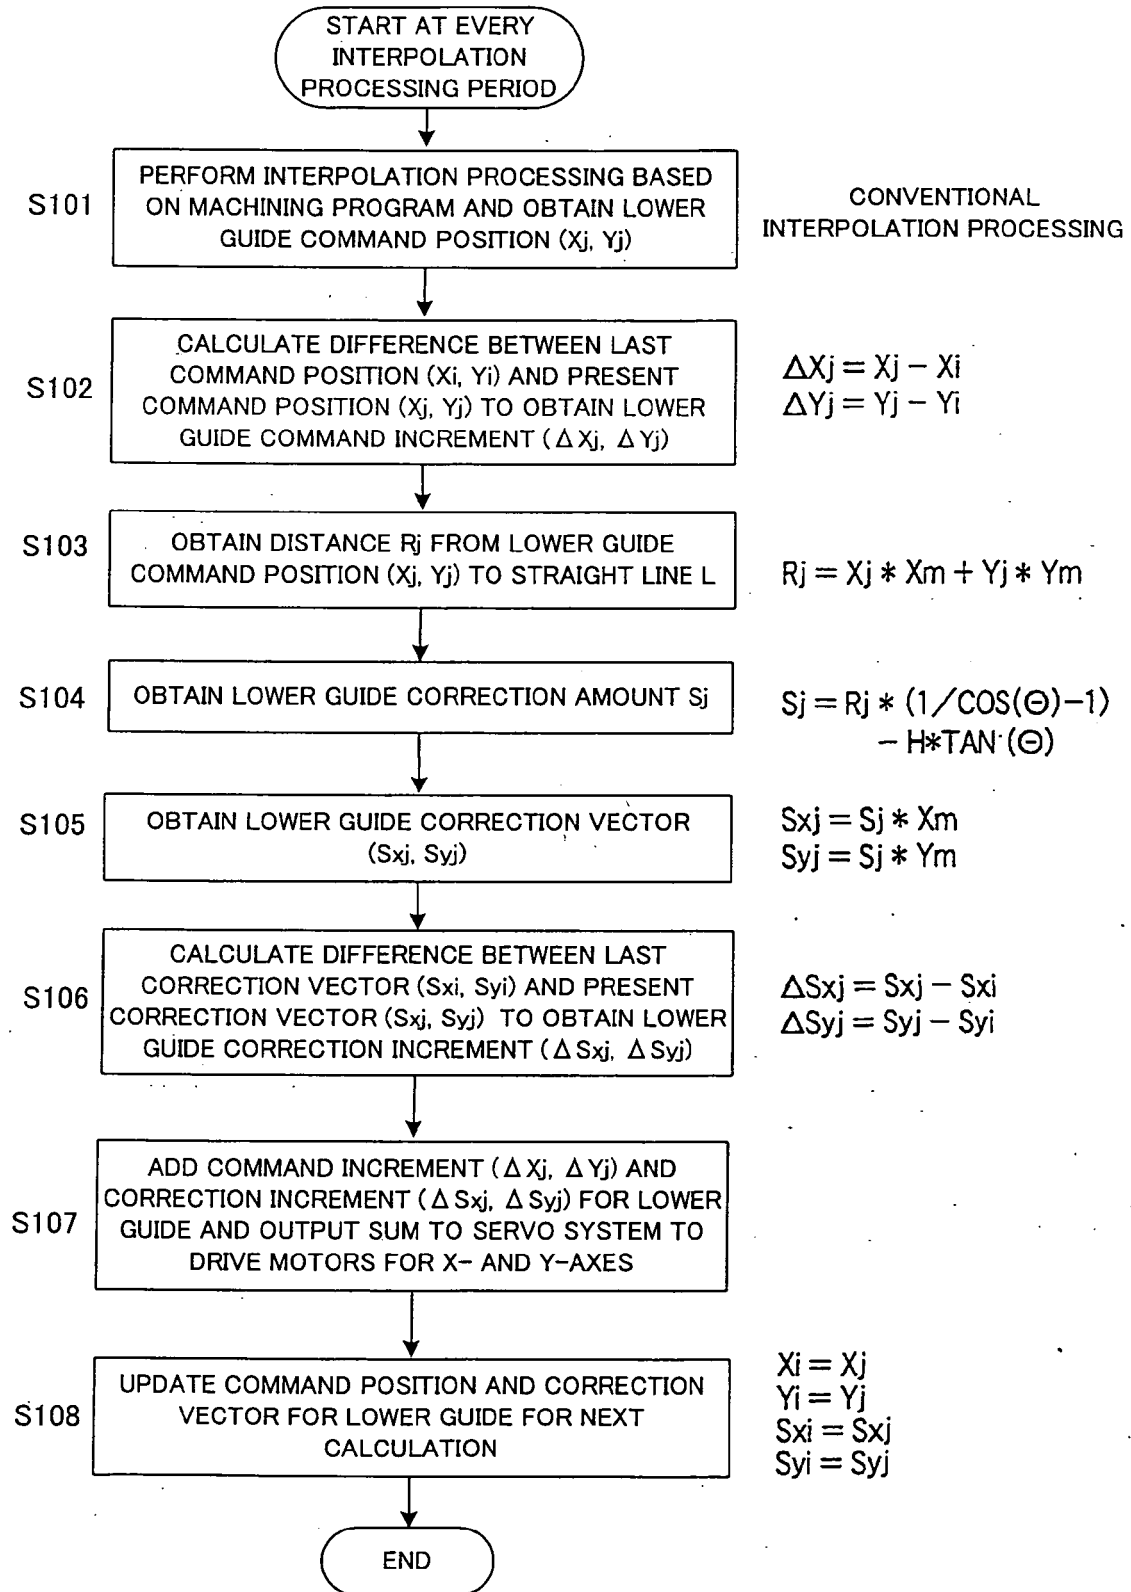 START AT EVERY
INTERPOLATION
PROCESSING PERIOD
S101
PERFORM INTERPOLATION PROCESSING BASED
ON MACHINING PROGRAM AND OBTAIN LOWER
GUIDE COMMAND POSITION (Xj, Yj)
CONVENTIONAL
INTERPOLATION PROCESSING
S102
CALCULATE DIFFERENCE BETWEEN LAST
COMMAND POSITION (Xi, Yi) AND PRESENT
COMMAND POSITION (Xj, Yj) TO OBTAIN LOWER
GUIDE COMMAND INCREMENT (ΔXj, ΔYj)
ΔXj = Xj − Xi
ΔYj = Yj − Yi
S103
OBTAIN DISTANCE Rj FROM LOWER GUIDE
COMMAND POSITION (Xj, Yj) TO STRAIGHT LINE L
Rj = Xj * Xm + Yj * Ym
S104
OBTAIN LOWER GUIDE CORRECTION AMOUNT Sj
Sj = Rj * (1/COS(Θ)−1)
− H*TAN (Θ)
S105
OBTAIN LOWER GUIDE CORRECTION VECTOR
(Sxj, Syj)
Sxj = Sj * Xm
Syj = Sj * Ym
S106
CALCULATE DIFFERENCE BETWEEN LAST
CORRECTION VECTOR (Sxi, Syi) AND PRESENT
CORRECTION VECTOR (Sxj, Syj) TO OBTAIN LOWER
GUIDE CORRECTION INCREMENT (ΔSxj, ΔSyj)
ΔSxj = Sxj − Sxi
ΔSyj = Syj − Syi
S107
ADD COMMAND INCREMENT (ΔXj, ΔYj) AND
CORRECTION INCREMENT (ΔSxj, ΔSyj) FOR LOWER
GUIDE AND OUTPUT SUM TO SERVO SYSTEM TO
DRIVE MOTORS FOR X- AND Y-AXES
S108
UPDATE COMMAND POSITION AND CORRECTION
VECTOR FOR LOWER GUIDE FOR NEXT
CALCULATION
Xi = Xj
Yi = Yj
Sxi = Sxj
Syi = Syj
END